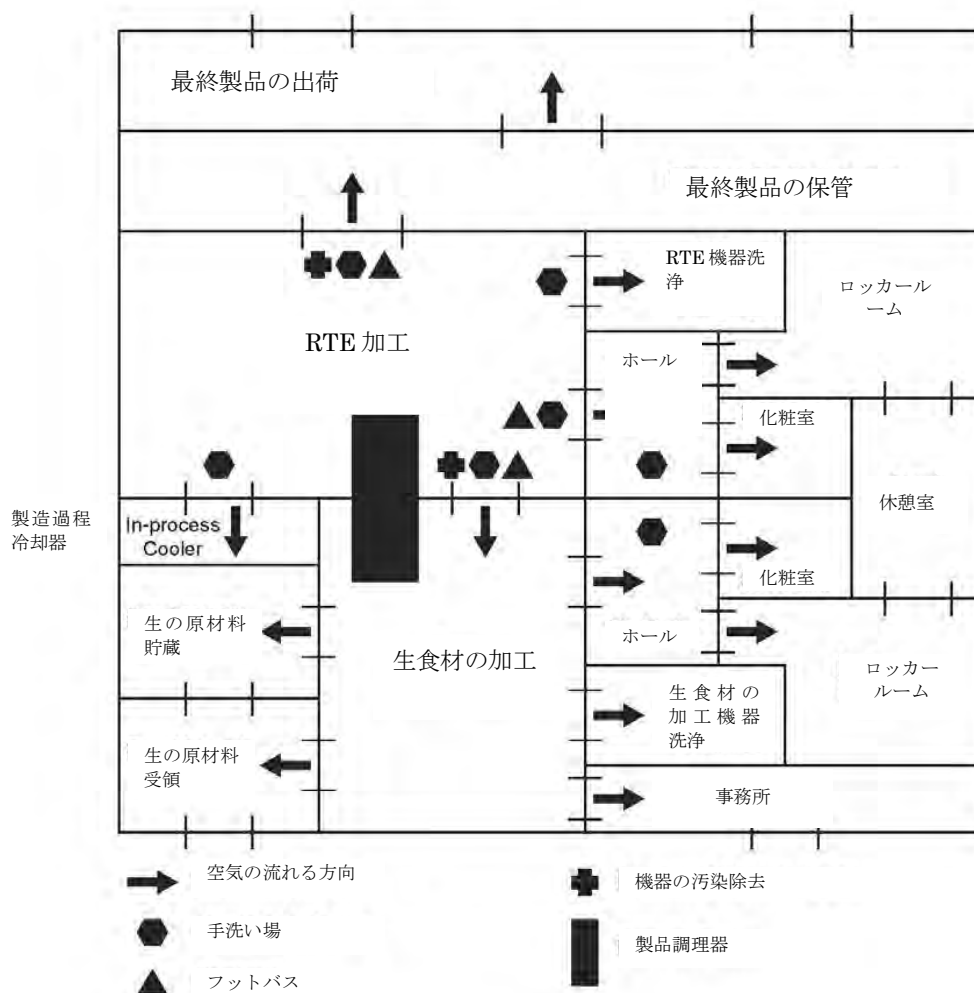 最終製品の出荷
最終製品の保管
RTE 機器洗
浄
ロッカールー
ーム
RTE 加工
ホール
化粧室
休憩室
製造過程
冷却器
In-process
Cooler
化粧室
生の原材料
貯蔵
生食材の加工
ホール
ロッカー
ルーム
生食材の
加工機器
洗浄
生の原材料
受領
事務所
空気の流れる方向
機器の汚染除去
手洗い場
製品調理器
フットバス